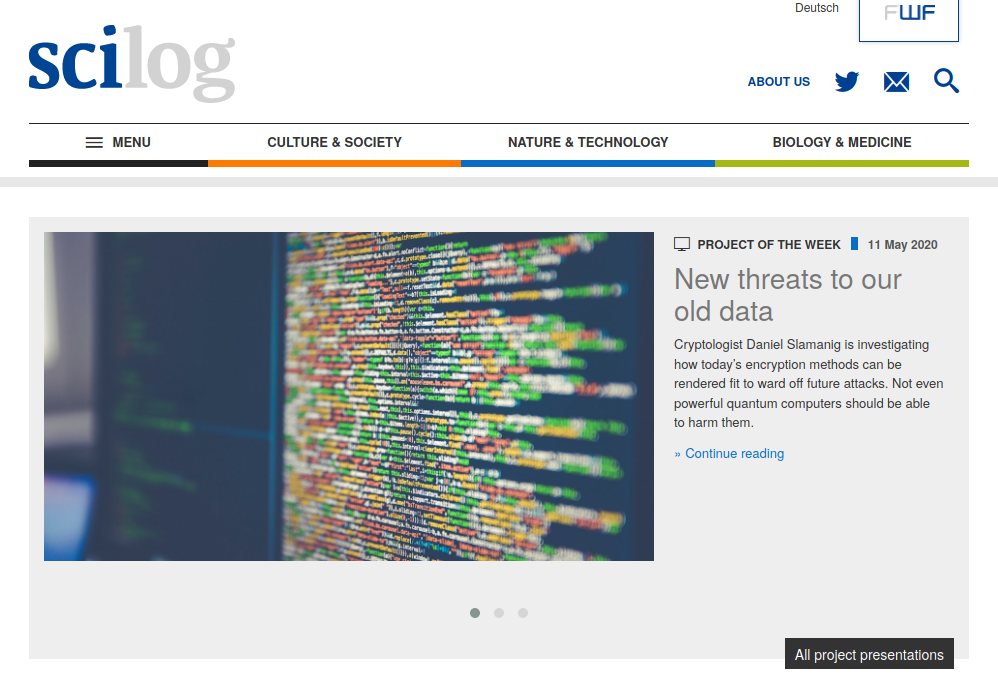 Deutsch
FWF
scilog
ABOUT US
MENU
CULTURE & SOCIETY
NATURE & TECHNOLOGY
BIOLOGY & MEDICINE
PROJECT OF THE WEEK
11 May 2020
New threats to our
old data
Cryptologist Daniel Slamanig is investigating
how today's encryption methods can be
rendered fit to ward off future attacks. Not even
powerful quantum computers should be able
to harm them.
» Continue reading
All project presentations